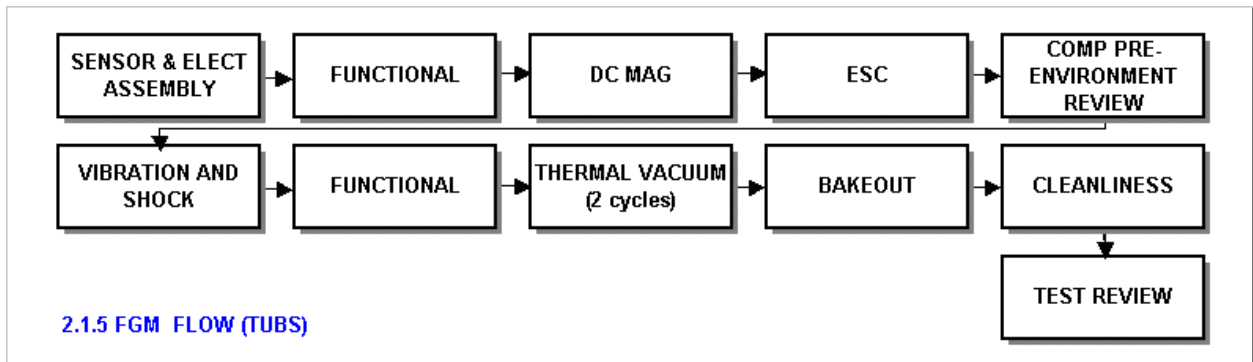 SENSOR & ELECT
ASSEMBLY
FUNCTIONAL
DC MAG
ESC
COMP PRE-
ENVIRONMENT
REVIEW
VIBRATION AND
SHOCK
FUNCTIONAL
THERMAL VACUUM
(2 cycles)
BAKEOUT
CLEANLINESS
TEST REVIEW
2.1.5 FGM FLOW (TUBS)